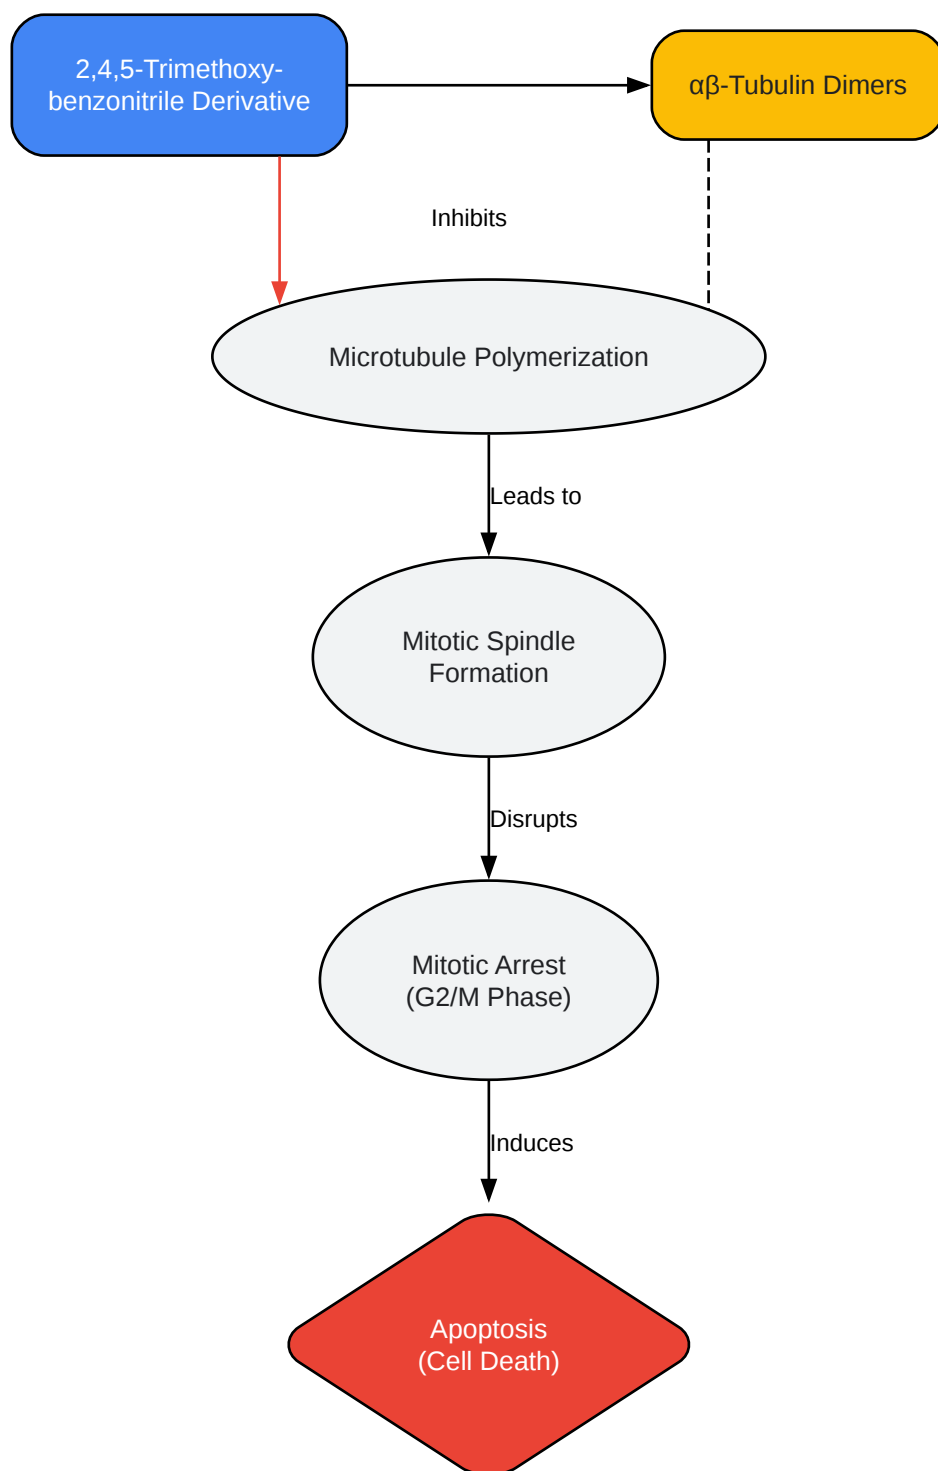 2,4,5-Trimethoxy-
benzonitrile Derivative
αβ-Tubulin Dimers
Inhibits
Microtubule Polymerization
Leads to
Mitotic Spindle
Formation
Disrupts
Mitotic Arrest
(G2/M Phase)
Induces
Apoptosis
(Cell Death)